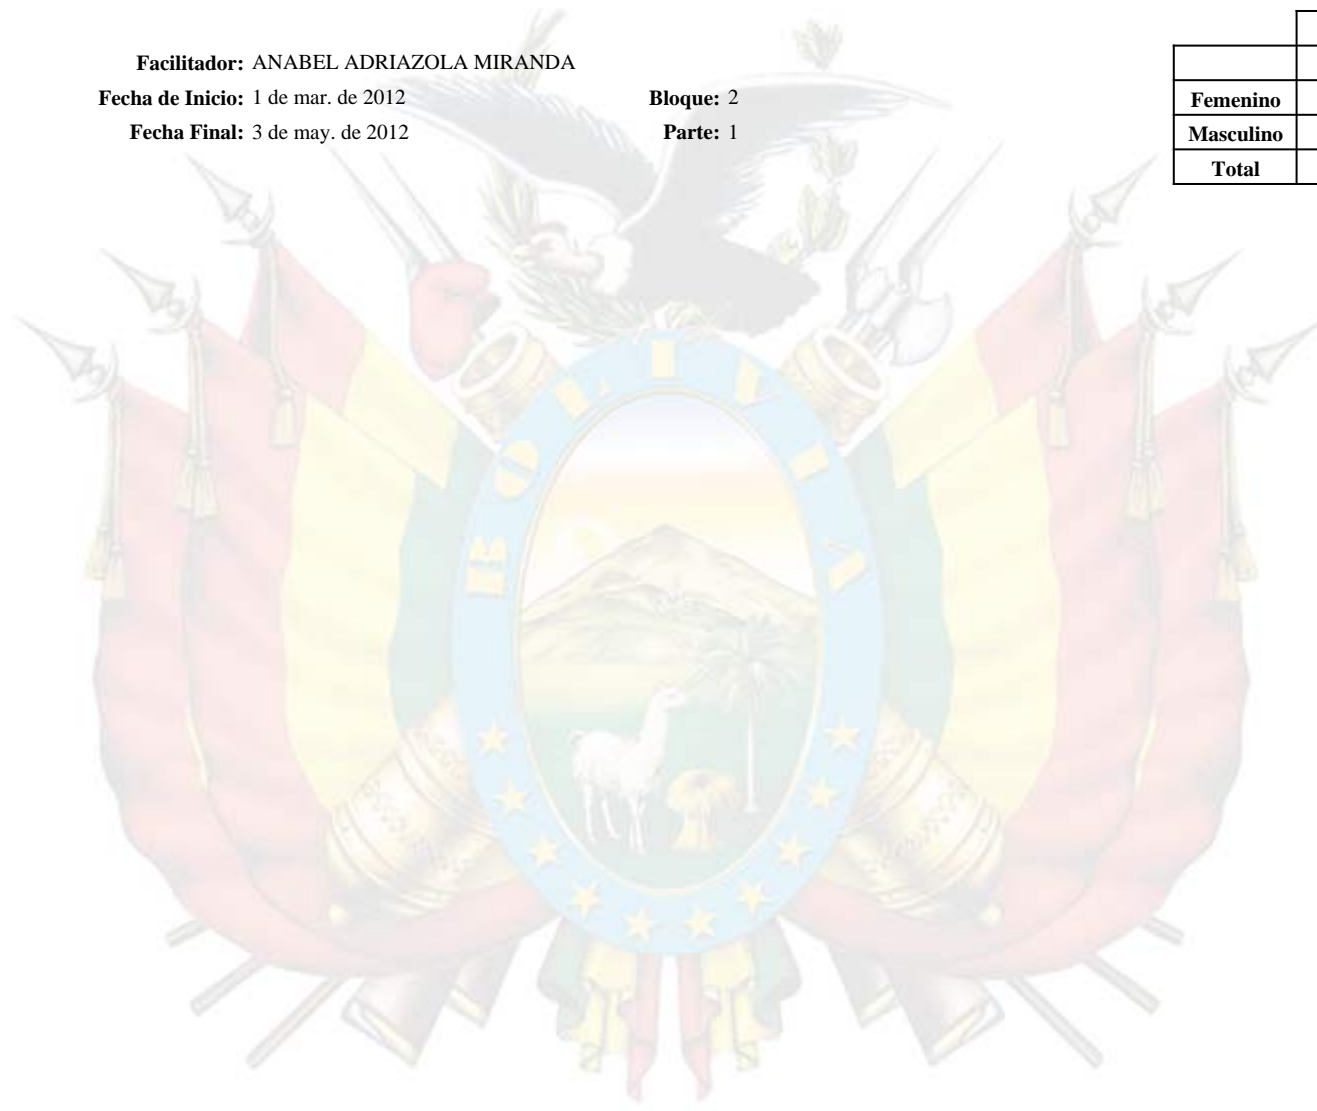 Facilitador: ANABEL ADRIAZOLA MIRANDA
Fecha de Inicio: 1 de mar. de 2012 Bloque: 2
Fecha Final: 3 de may. de 2012 Parte: 1
Femenino
Masculino
Total
BOLIVIA